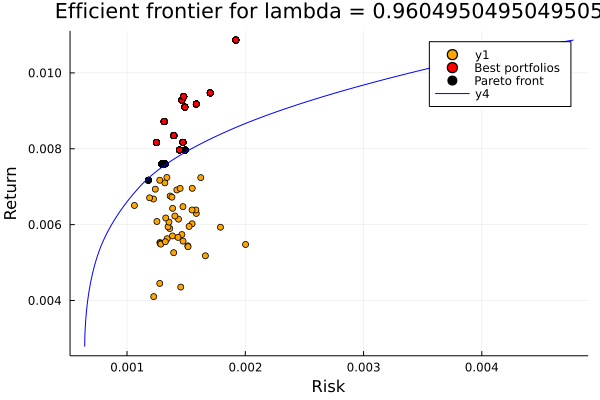 Efficient frontier for lambda = 0.9604950495049505
y1
Best portfolios
Pareto front
y4
0.010
0.008
0.006
0.004
Return
0.001
0.002
0.003
0.004
Risk